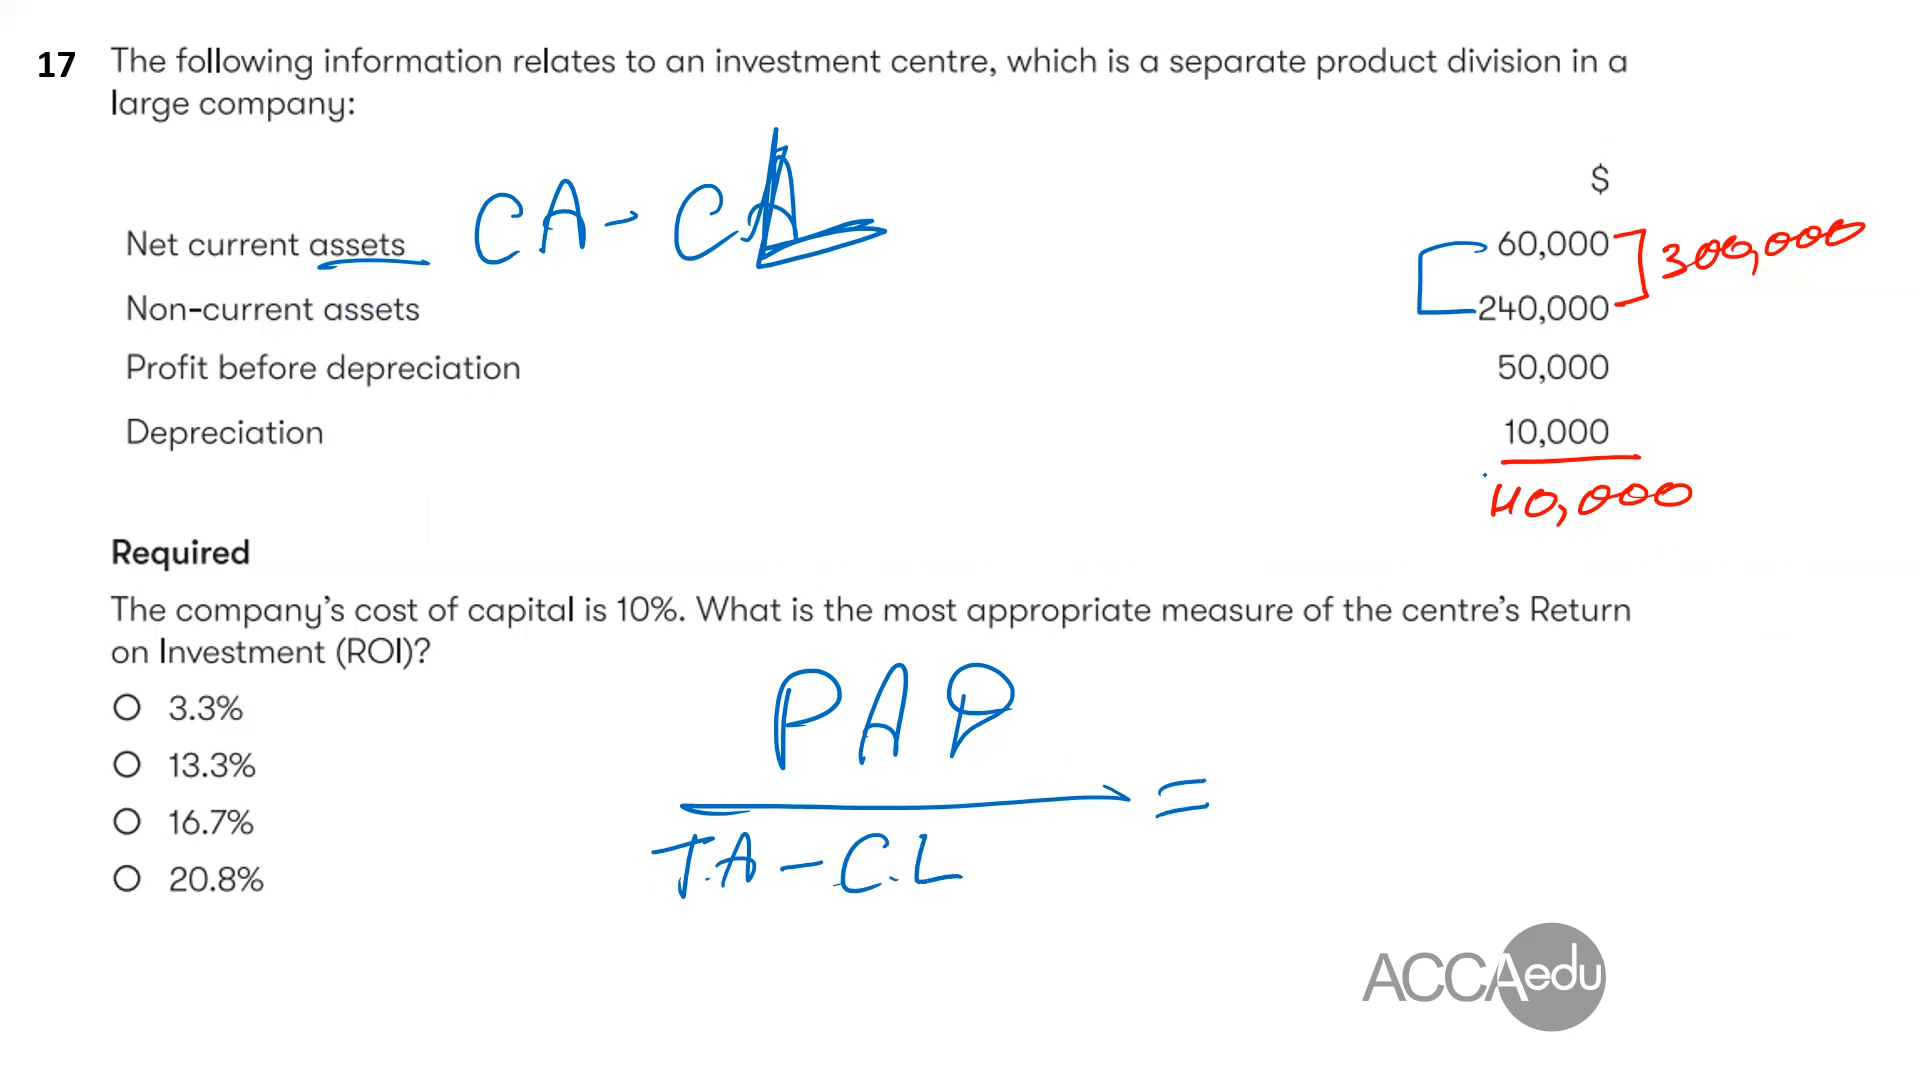 17 The following information relates to an investment centre, which is a separate product division in a
large company:
$
Net current assets CA - CL 60,000 300,000
Non-current assets 240,000
Profit before depreciation 50,000
Depreciation 10,000
40,000
Required
The company's cost of capital is 10%. What is the most appropriate measure of the centre's Return
on Investment (ROI)?
3.3%
13.3%
16.7%
20.8%
PAD
=
T.A - C.L
ACCAedu